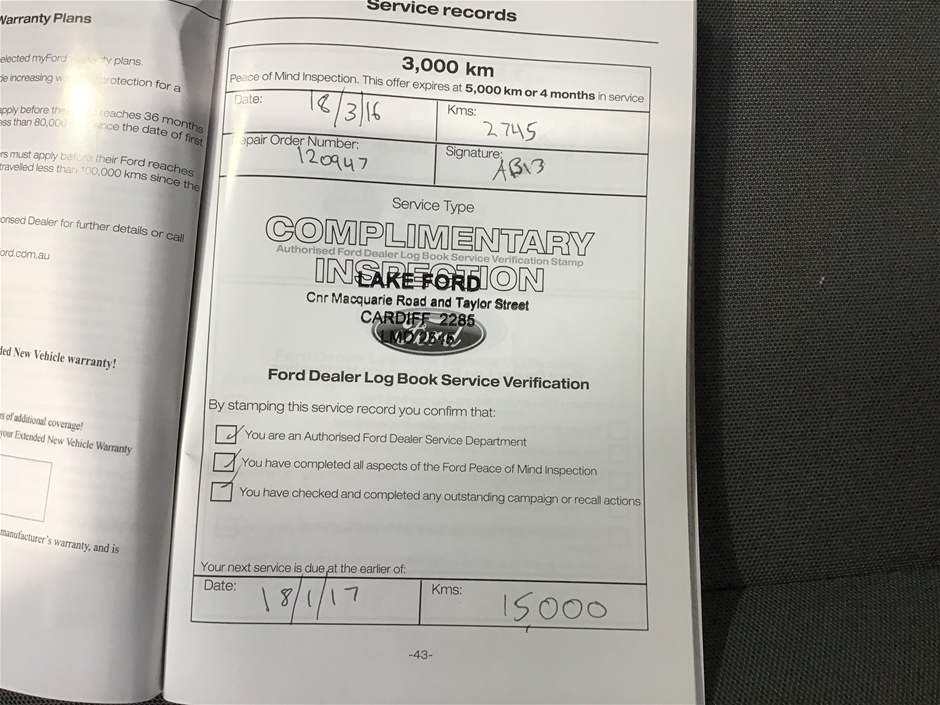 Warranty Plans
elected myFord
ty plans.
de increasing
protection for a
apply before
reaches 36 months
ess than 80,000
since the date of first
rs must apply before their Ford reaches
travelled less than 100,000 kms since the
orised Dealer for further details or call
ord.com.au
ded New Vehicle warranty!
s of additional coverage!
your Extended New Vehicle Warranty
manufacturer's warranty, and is
Service records
3,000 km
Peace of Mind Inspection. This offer expires at 5,000 km or 4 months in service
Date: 18/3/16
Kms: 2745
Repair Order Number: 120947
Signature: AB13
Service Type
COMPLIMENTARY
Authorised Ford Dealer Log Book Service Verification Stamp
INSPECTION
LAKE FORD
Cnr Macquarie Road and Taylor Street
CARDIFF 2285
Ford
Ford Dealer Log Book Service Verification
By stamping this service record you confirm that:
You are an Authorised Ford Dealer Service Department
You have completed all aspects of the Ford Peace of Mind Inspection
You have checked and completed any outstanding campaign or recall actions
Your next service is due at the earlier of:
Date: 18/1/17
Kms: 15,000
-43-